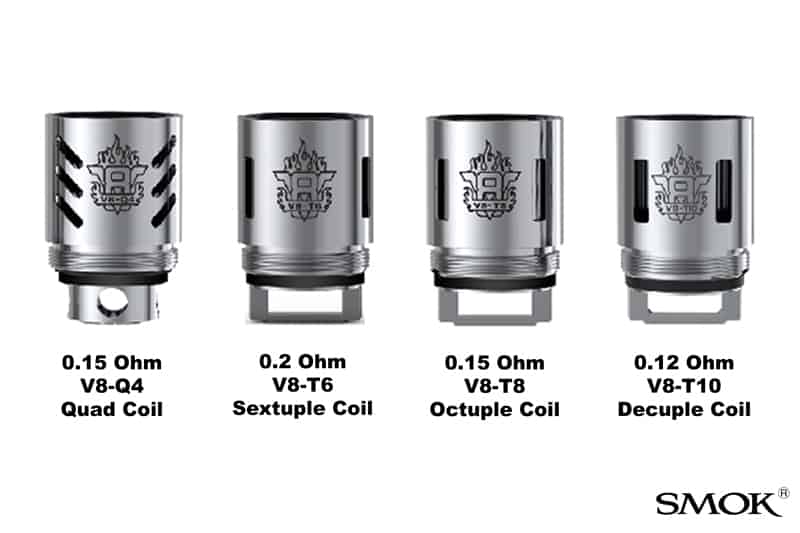 V8-Q4
V8-T6
V8-T8
V8-T10
0.15 Ohm
V8-Q4
Quad Coil
0.2 Ohm
V8-T6
Sextuple Coil
0.15 Ohm
V8-T8
Octuple Coil
0.12 Ohm
V8-T10
Decuple Coil
SMOK®